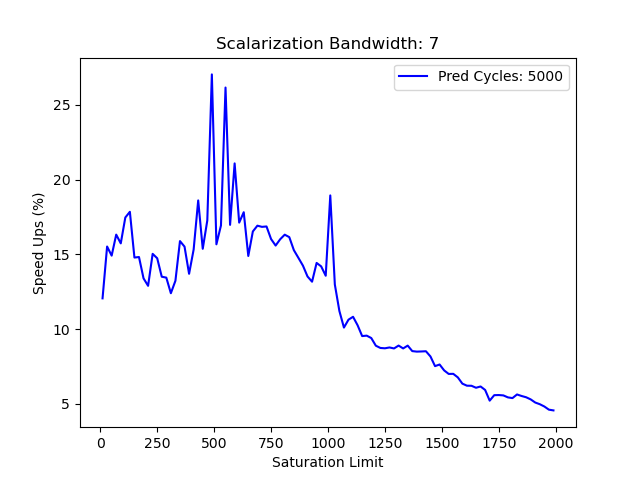 Scalarization Bandwidth: 7
Pred Cycles: 5000
Speed Ups (%)
25
20
15
10
5
0 250 500 750 1000 1250 1500 1750 2000
Saturation Limit